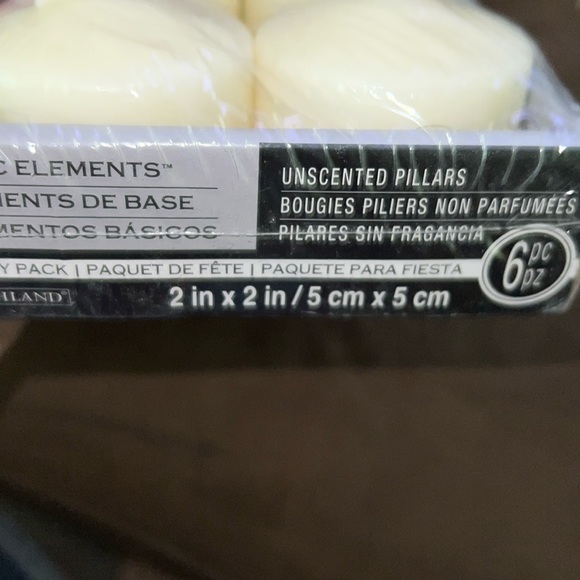 C ELEMENTS™
MENTS DE BASE
MENTOS BÁSICOS
UNSCENTED PILLARS
BOUGIES PILIERS NON PARFUMÉES
PILARES SIN FRAGANCIA
Y PACK | PAQUET DE FÊTE | PAQUETE PARA FIESTA
6 pc pz
HLAND
2 in x 2 in / 5 cm x 5 cm